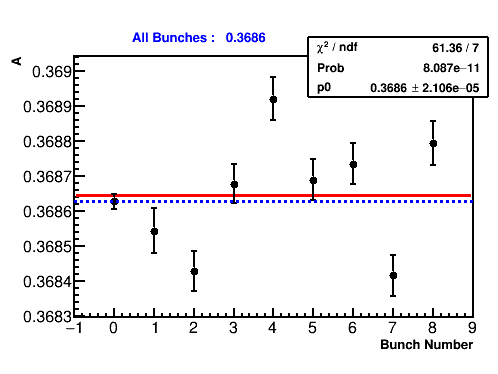 All Bunches : 0.3686
χ² / ndf 61.36 / 7
Prob 8.087e−11
p0 0.3686 ± 2.106e−05
A
0.369
0.3689
0.3688
0.3687
0.3686
0.3685
0.3684
0.3683
−1 0 1 2 3 4 5 6 7 8 9
Bunch Number